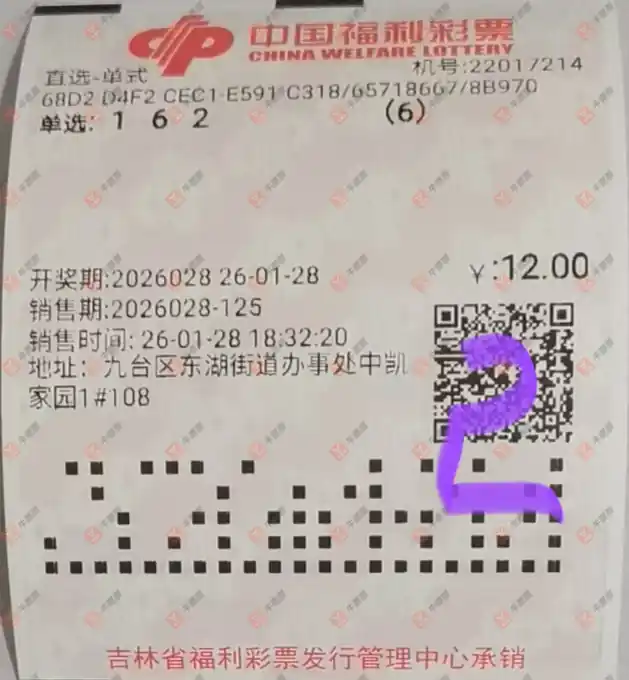 中国福利彩票
CHINA WELFARE LOTTERY
直选-单式 机号:22017214
68D2 D4F2 CEC1 E591 C318/65718667/8B970
单选: 1 6 2 (6)
开奖期:2026028 26-01-28 ¥:12.00
销售期:2026028-125
销售时间: 26-01-28 18:32:20
地址: 九台区东湖街道办事处中凯
家园1#108
2
吉林省福利彩票发行管理中心承销